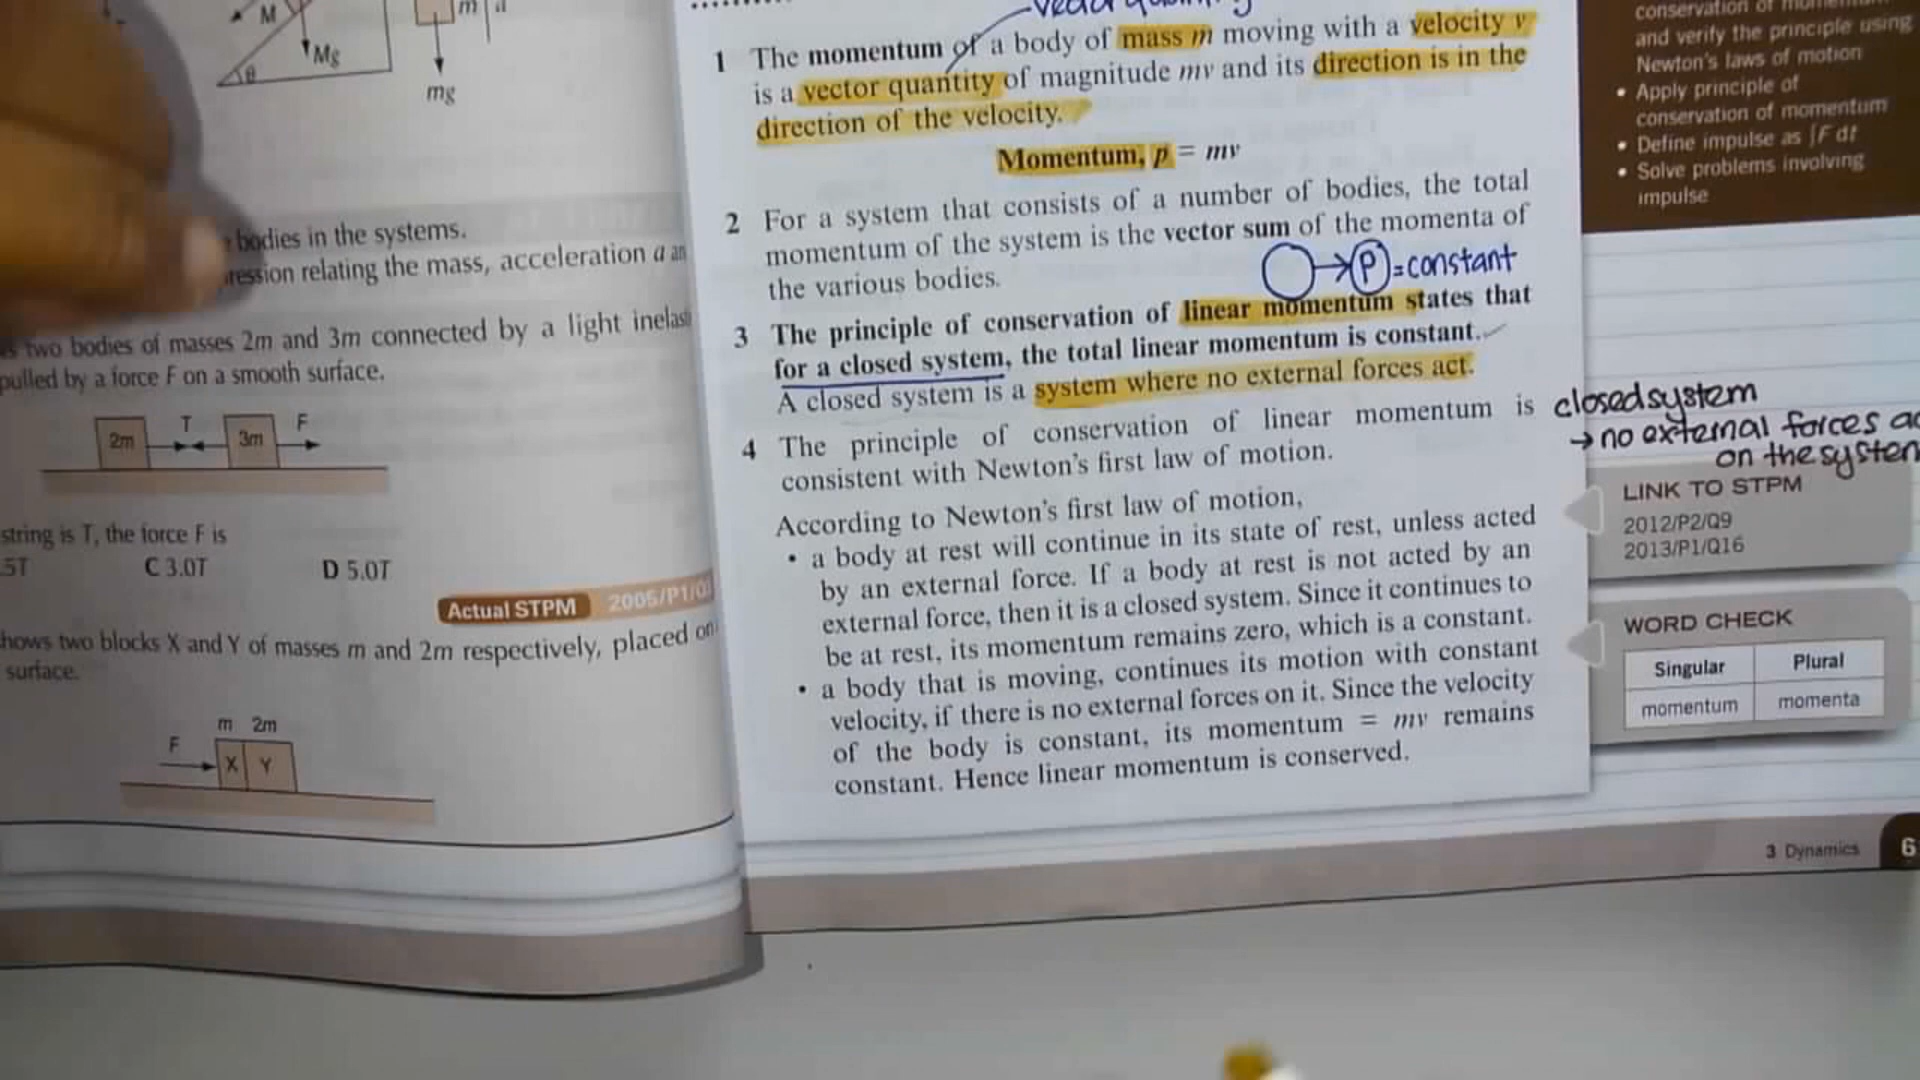 M
Mg
θ
m a
mg
bodies in the systems.
relating the mass, acceleration a
two bodies of masses 2m and 3m connected by a light
pulled by a force F on a smooth surface.
2m T 3m F
string is T, the force F is
5T C 3.0T D 5.0T
Actual STPM 2005/P1/
two blocks X and Y of masses m and 2m respectively, placed on
surface.
m 2m
F X Y
1 The momentum of a body of mass m moving with a velocity v
is a vector quantity of magnitude mv and its direction is in the
direction of the velocity.
Momentum, p = mv
2 For a system that consists of a number of bodies, the total
momentum of the system is the vector sum of the momenta of
the various bodies.
→ P = constant
3 The principle of conservation of linear momentum states that
for a closed system, the total linear momentum is constant.
A closed system is a system where no external forces act.
4 The principle of conservation of linear momentum is
consistent with Newton's first law of motion.
According to Newton's first law of motion,
• a body at rest will continue in its state of rest, unless acted
by an external force. If a body at rest is not acted by an
external force, then it is a closed system. Since it continues to
be at rest, its momentum remains zero, which is a constant.
• a body that is moving, continues its motion with constant
velocity, if there is no external forces on it. Since the velocity
of the body is constant, its momentum = mv remains
constant. Hence linear momentum is conserved.
conservation of
and verify the principle using
Newton's laws of motion
• Apply principle of
conservation of momentum
• Define impulse as ∫F dt
• Solve problems involving
impulse
closed system
→ no external forces
on the system
LINK TO STPM
2012/P2/Q9
2013/P1/Q16
WORD CHECK
Singular Plural
momentum momenta
3 Dynamics 6